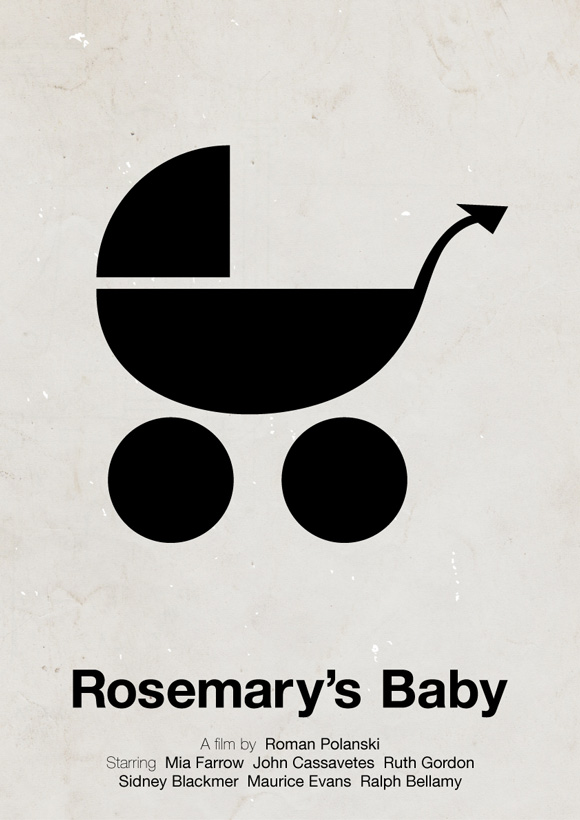 Rosemary’s Baby
A film by Roman Polanski
Starring Mia Farrow John Cassavetes Ruth Gordon
Sidney Blackmer Maurice Evans Ralph Bellamy